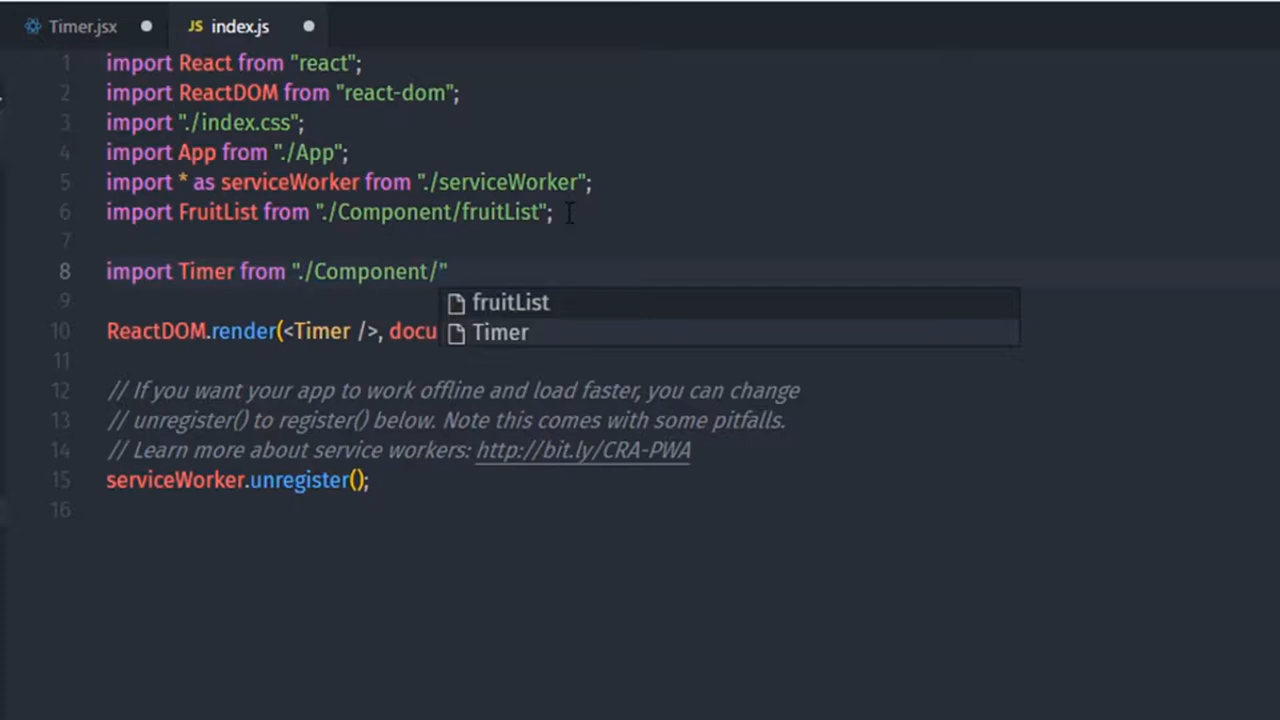 Timer.jsx
JS index.js
1 import React from "react";
2 import ReactDOM from "react-dom";
3 import "./index.css";
4 import App from "./App";
5 import * as serviceWorker from "./serviceWorker";
6 import FruitList from "./Component/fruitList";
7
8 import Timer from "./Component/"
9 fruitList
10 ReactDOM.render(<Timer />, docu Timer
11
12 // If you want your app to work offline and load faster, you can change
13 // unregister() to register() below. Note this comes with some pitfalls.
14 // Learn more about service workers: http://bit.ly/CRA-PWA
15 serviceWorker.unregister();
16